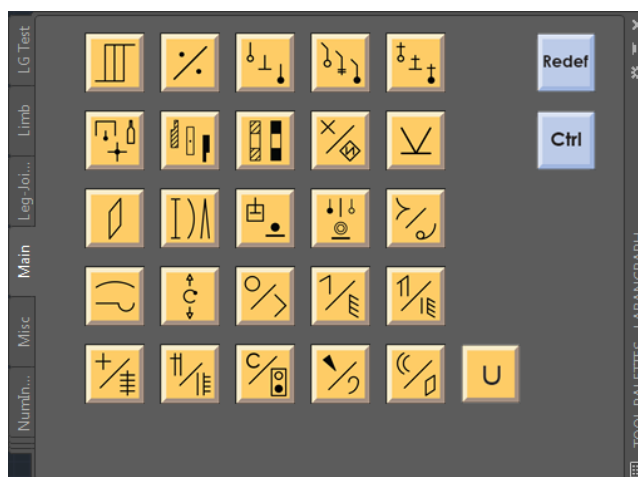 LG Test
Limb
Leg-Joi...
Main
Misc
NumIn...
Redef
Ctrl
U
TOOL PALETTES - LABANGRAPH